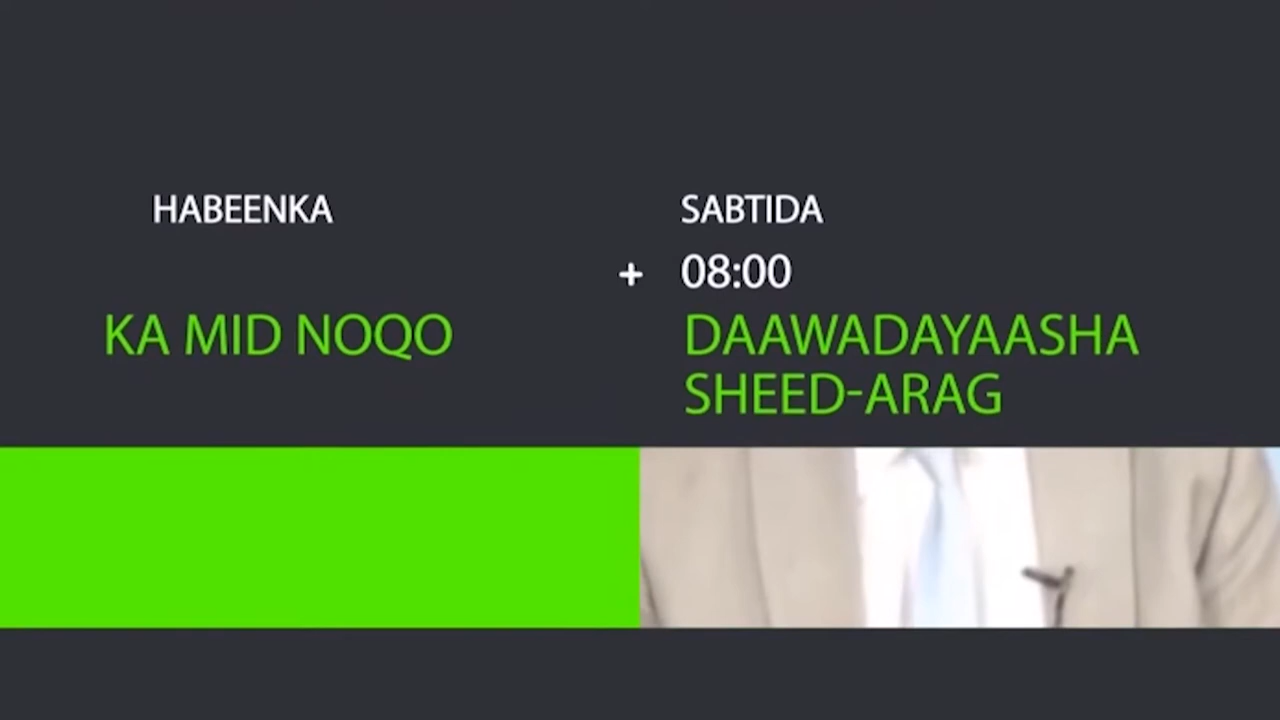 HABEENKA
SABTIDA
+ 08:00
KA MID NOQO
DAAWADAYAASHA
SHEED-ARAG